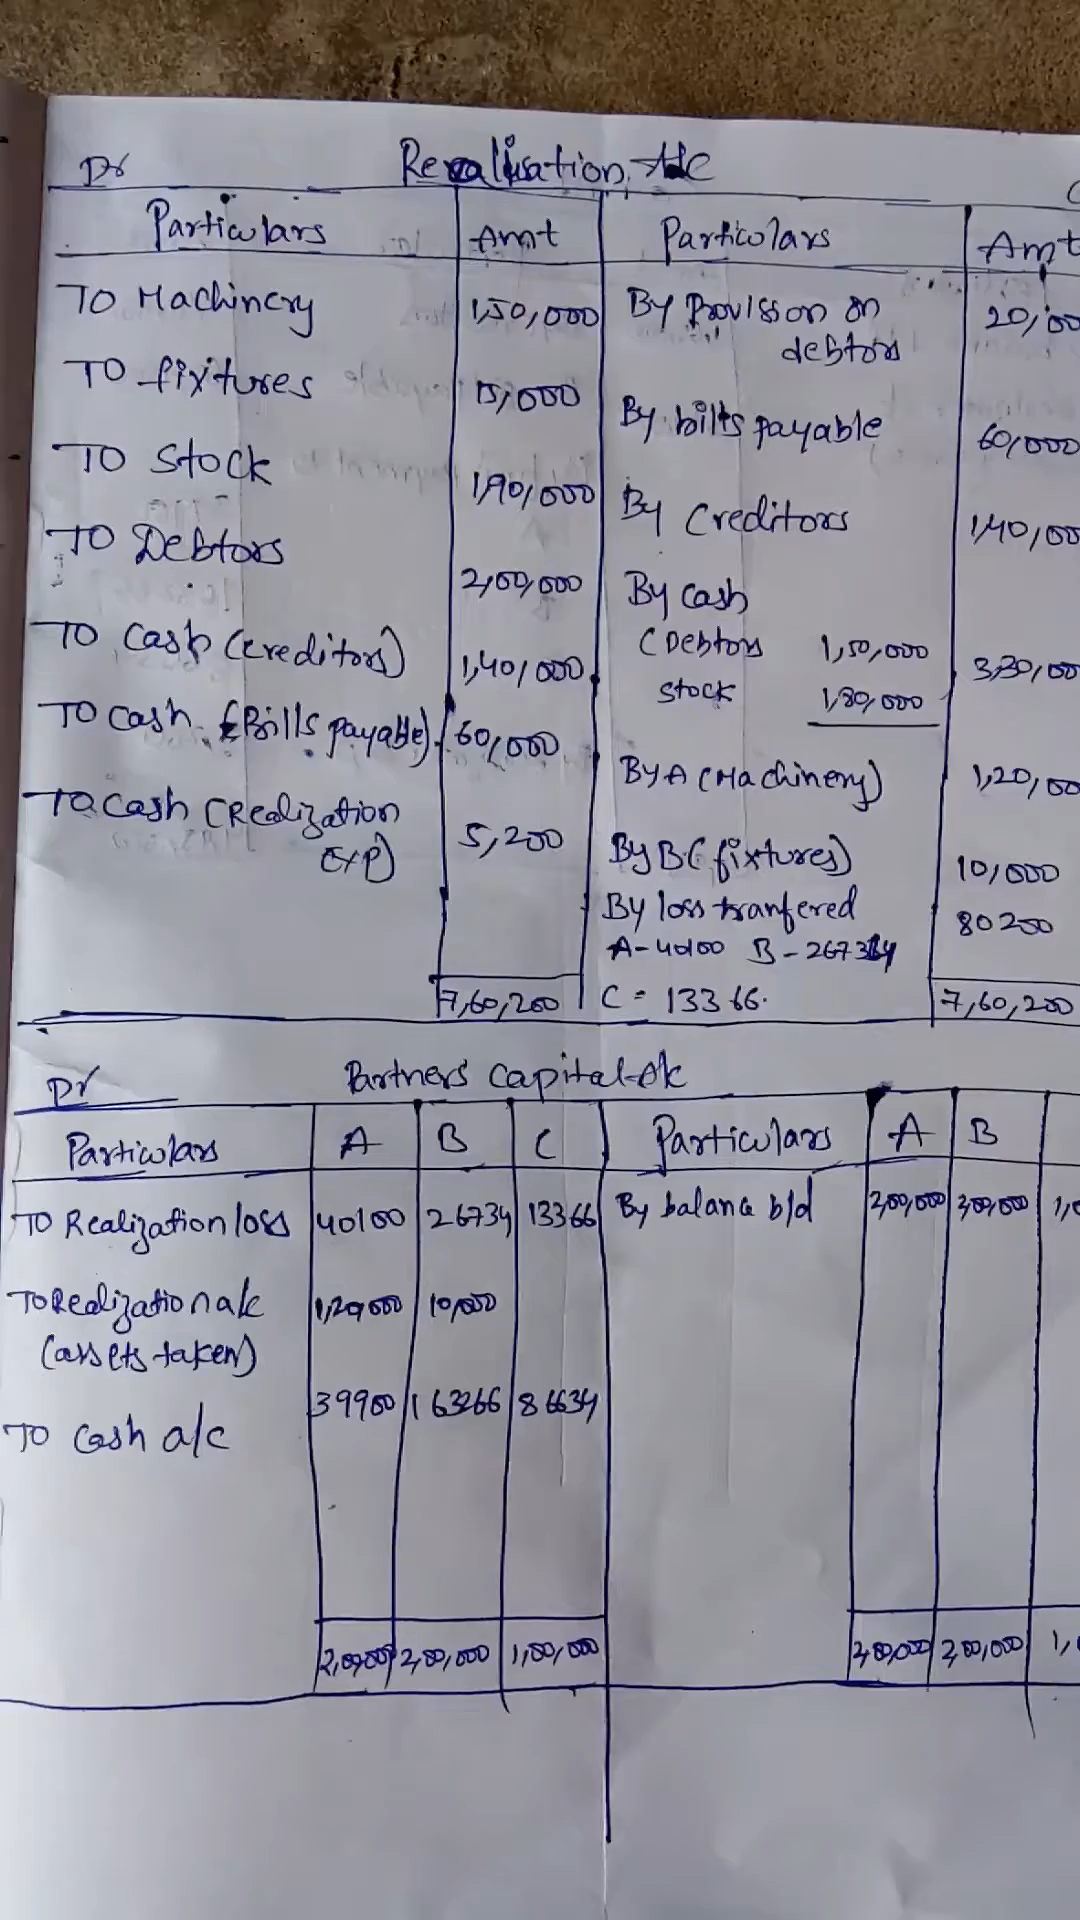 Dr Realisation A/c
Particulars Amt Particulars Amt
To Machinery 1,50,000 By Provission on debtors 20,00
To fixtures 15,000 By bills payable 60,000
To Stock 1,90,000 By Creditors 1,40,00
To Debtors 2,00,000 By Cash
To Cash (creditors) 1,40,000 (Debtors 1,50,000 3,30,00
stock 1,80,000
To Cash (Bills payable) 60,000 By A (Machinery) 1,20,00
To Cash (Realization exp) 5,200 By B (fixtures) 10,000
By loss tranfered 80200
A - 40100 B - 26734
7,60,200 C = 13366. 7,60,200
Dr Partners Capital A/c
Particulars A B C Particulars A B
To Realization loss 40100 26734 13366 By balance b/d 2,00,000 2,00,000
To Realization a/c 1,20,000 10,000
(assets taken)
To Cash a/c 39900 163266 86634
2,00,000 2,00,000 1,00,000 2,00,000 2,00,000